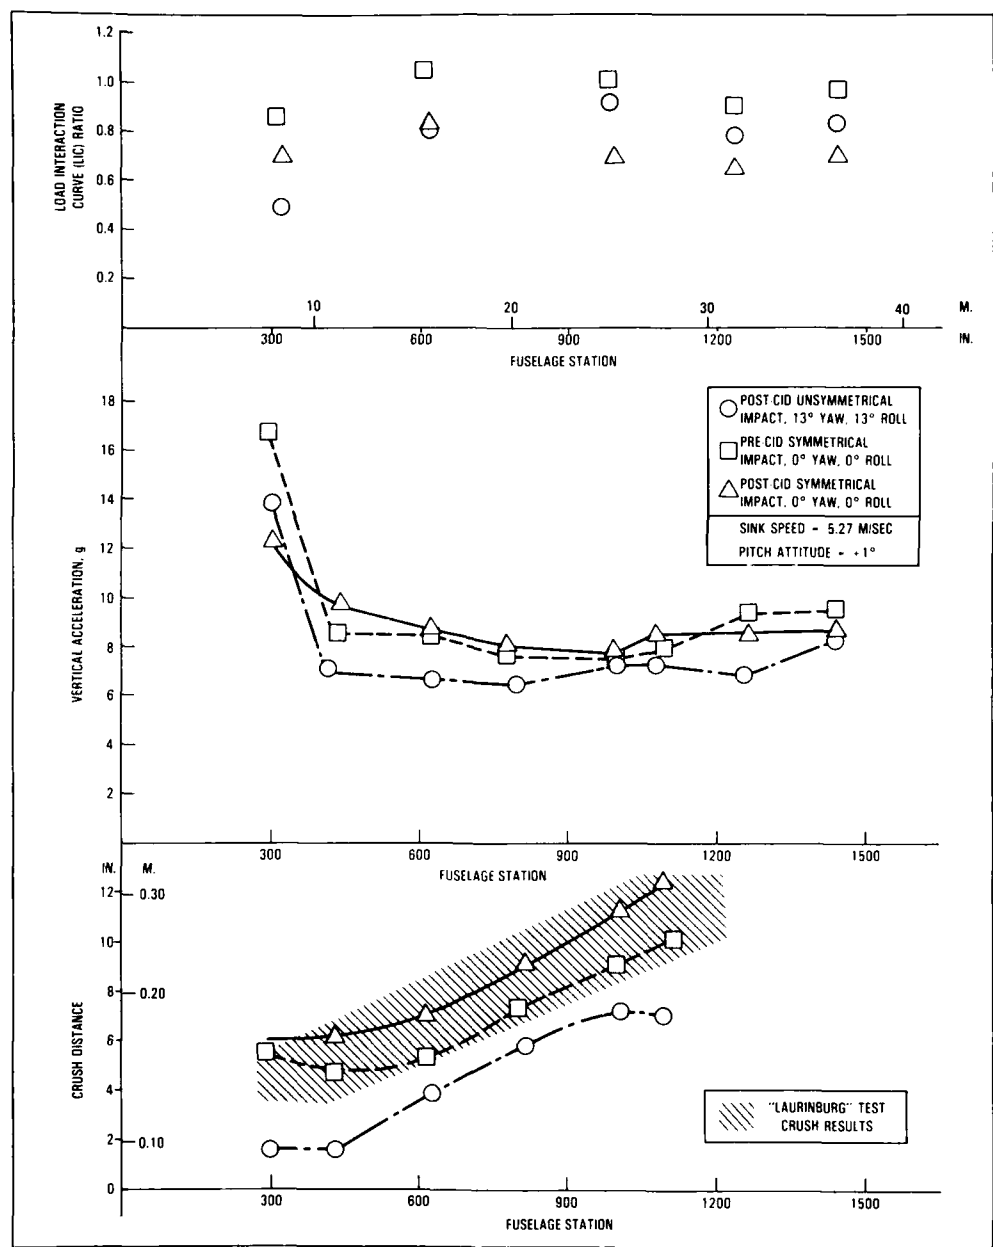 LOAD INTERACTION
CURVE (LIC) RATIO
1.2
1.0
0.8
0.6
0.4
0.2
10
20
30
40
M.
300
600
900
1200
1500
IN.
FUSELAGE STATION
VERTICAL ACCELERATION, g
18
16
14
12
10
8
6
4
2
POST-CID UNSYMMETRICAL
IMPACT, 13° YAW, 13° ROLL
PRE-CID SYMMETRICAL
IMPACT, 0° YAW, 0° ROLL
POST-CID SYMMETRICAL
IMPACT, 0° YAW, 0° ROLL
SINK SPEED = 5.27 M/SEC
PITCH ATTITUDE = +1°
300
600
900
1200
1500
FUSELAGE STATION
IN.
M.
CRUSH DISTANCE
12
10
8
6
4
2
0
0.30
0.20
0.10
"LAURINBURG" TEST
CRUSH RESULTS
300
600
900
1200
1500
FUSELAGE STATION